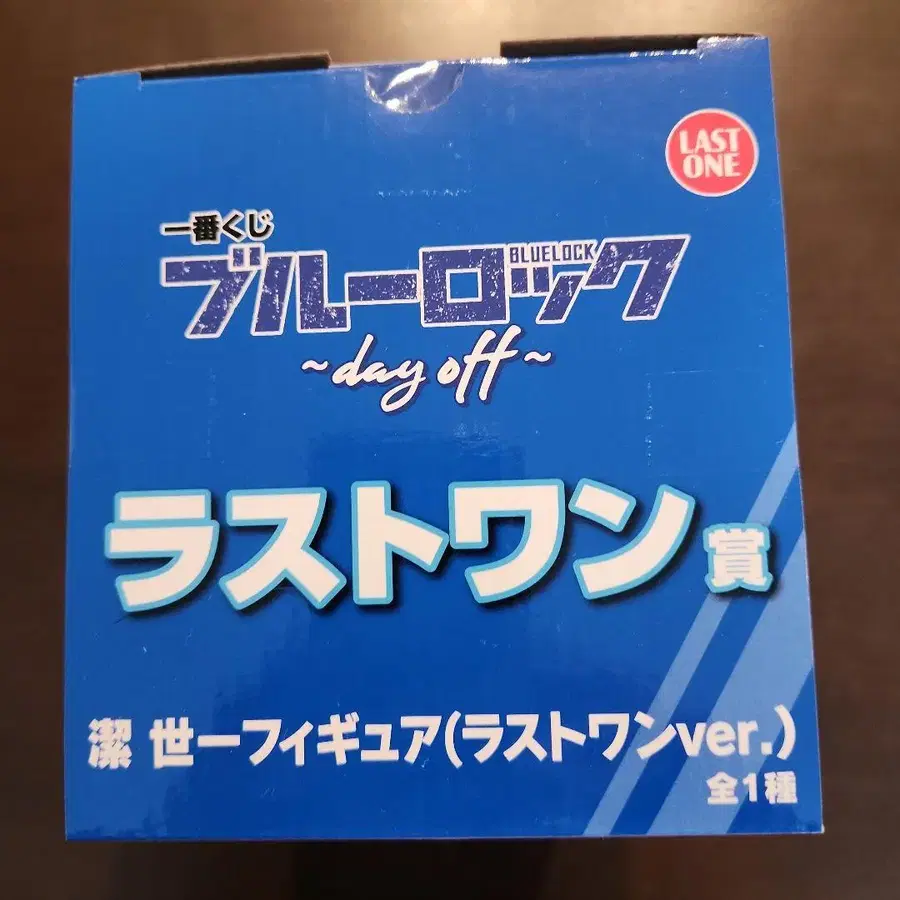 LAST
ONE
一番くじ
ブルーロック
BLUELOCK
~day off~
ラストワン賞
潔 世一フィギュア(ラストワンver.)
全1種